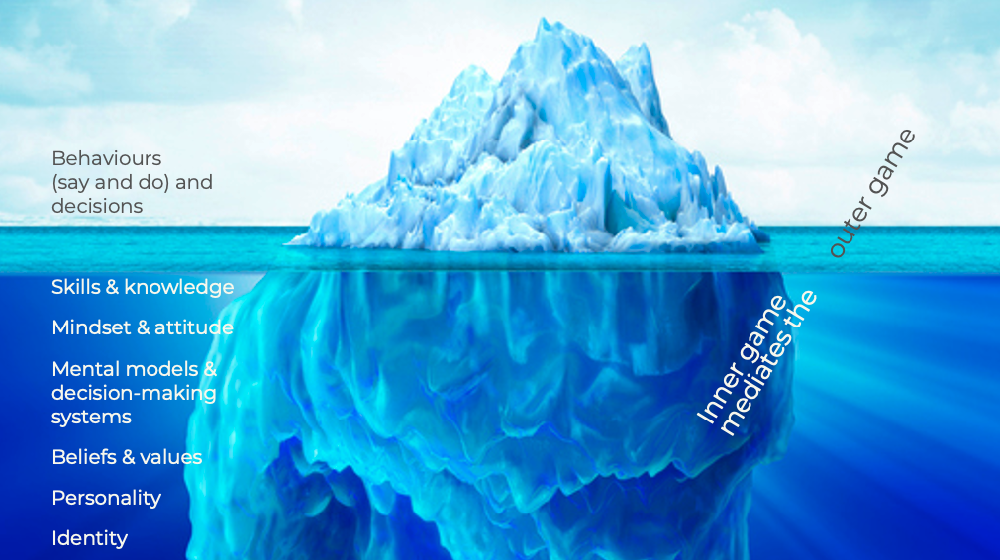 Behaviours
(say and do) and
decisions
Skills & knowledge
Mindset & attitude
Mental models &
decision-making
systems
Beliefs & values
Personality
Identity
Inner game
mediates the
outer game